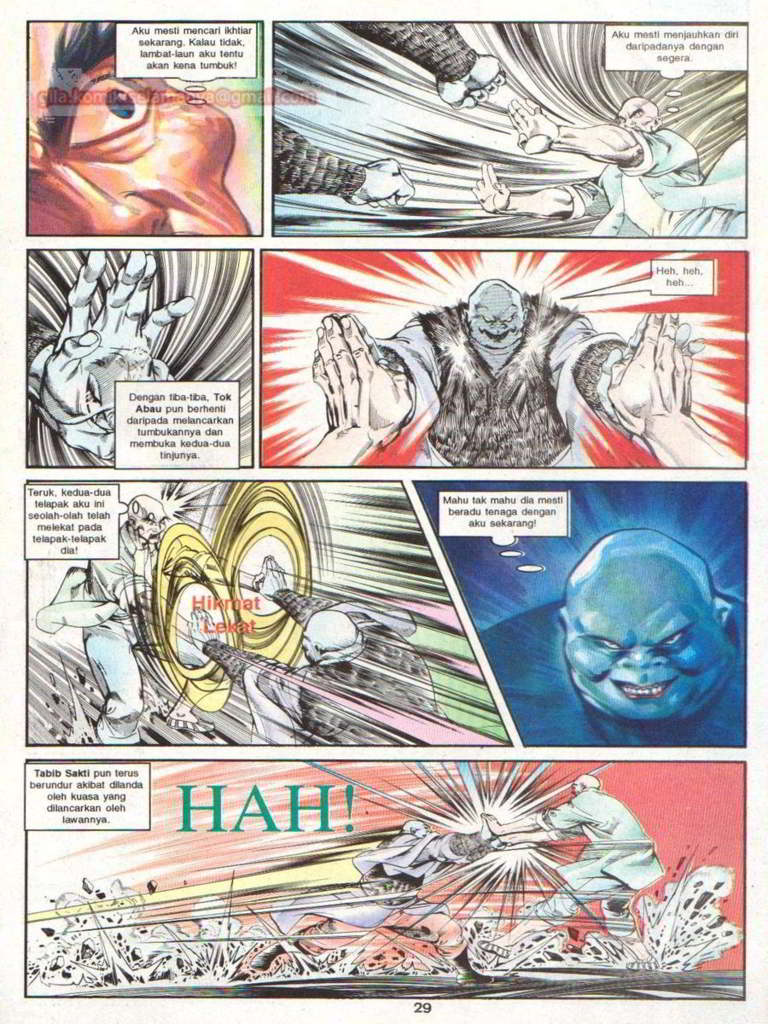 Aku mesti mencari ikhtiar
sekarang. Kalau tidak,
lambat-laun aku tentu
akan kena tumbuk!
Aku mesti menjauhkan diri
daripadanya dengan
segera.
Dengan tiba-tiba, Tok
Abau pun berhenti
daripada melancarkan
tumbukannya dan
membuka kedua-dua
tinjunya.
Heh, heh,
heh...
Teruk, kedua-dua
telapak aku ini
seolah-olah telah
melekat pada
telapak-telapak
dia!
Hikmat
Lekat
Mahu tak mahu dia mesti
beradu tenaga dengan
aku sekarang!
Tabib Sakti pun terus
berundur akibat dilanda
oleh kuasa yang
dilancarkan oleh
lawannya.
HAH!
29